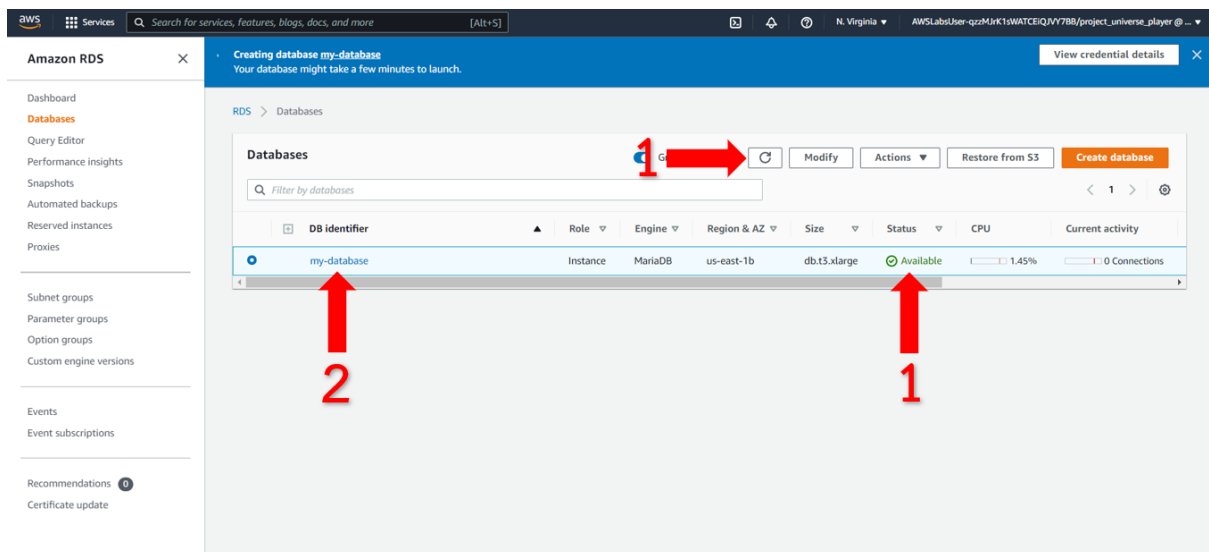 aws Services Search for services, features, blogs, docs, and more [Alt+S] N. Virginia ▼ AWSLabsUser-qzzMJrK1sWATCEiQJVY7BB/project_universe_player @ ... ▼
Amazon RDS
Creating database my-database
Your database might take a few minutes to launch.
View credential details
Dashboard
Databases
Query Editor
Performance insights
Snapshots
Automated backups
Reserved instances
Proxies
Subnet groups
Parameter groups
Option groups
Custom engine versions
Events
Event subscriptions
Recommendations 0
Certificate update
RDS > Databases
Databases
1
Modify
Actions ▼
Restore from S3
Create database
Filter by databases
< 1 >
DB identifier Role Engine Region & AZ Size Status CPU Current activity
my-database Instance MariaDB us-east-1b db.t3.xlarge Available 1.45% 0 Connections
2 1